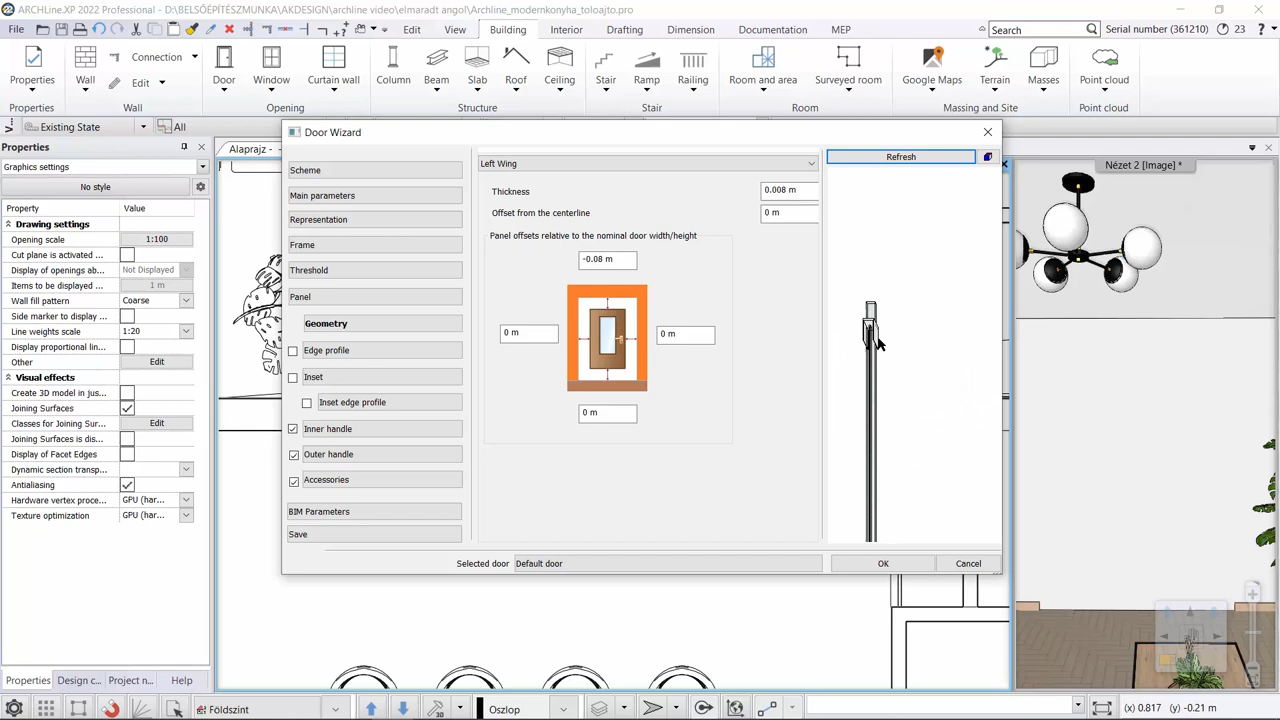 ARCHLine.XP 2022 Professional - D:\BELSŐÉPÍTÉSZMUNKA\AKDESIGN\archline video\elmaradt angol\Archline_modernkonyha_toloajto.pro
File Edit View Building Interior Drafting Dimension Documentation MEP Search Serial number (361210) 23
Properties Wall Connection Edit Door Window Curtain wall Column Beam Slab Roof Ceiling Stair Ramp Railing Room and area Surveyed room Google Maps Terrain Masses Point cloud
Properties Wall Opening Structure Stair Room Massing and Site Point cloud
Existing State All
Properties
Graphics settings
No style
Property Value
Drawing settings
Opening scale 1:100
Cut plane is activated ...
Display of openings ab... Not Displayed
Items to be displayed ... 1 m
Wall fill pattern Coarse
Side marker to display ...
Line weights scale 1:20
Display proportional lin...
Other Edit
Visual effects
Create 3D model in jus...
Joining Surfaces
Classes for Joining Sur... Edit
Joining Surfaces is dis...
Display of Facet Edges
Dynamic section transp...
Antialiasing
Hardware vertex proce... GPU (har...
Texture optimization GPU (har...
Alaprajz -
Door Wizard
Scheme
Main parameters
Representation
Frame
Threshold
Panel
Geometry
Edge profile
Inset
Inset edge profile
Inner handle
Outer handle
Accessories
BIM Parameters
Save
Left Wing
Thickness 0.008 m
Offset from the centerline 0 m
Panel offsets relative to the nominal door width/height
-0.08 m
0 m 0 m
0 m
Refresh
Selected door Default door OK Cancel
Nézet 2 [Image] *
Properties Design c... Project n... Help
Földszint Oszlop (x) 0.817 (y) -0.21 m